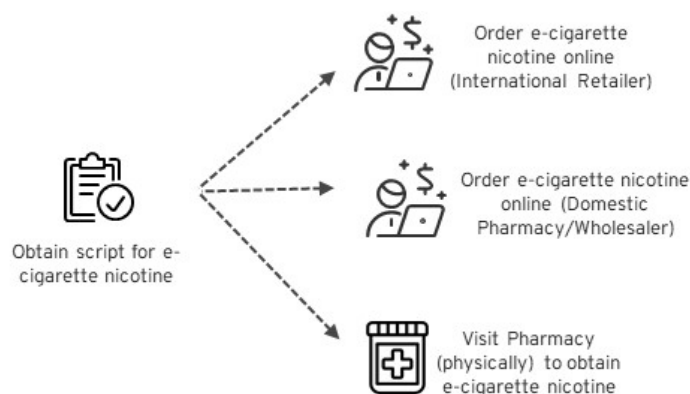 Order e-cigarette
nicotine online
(International Retailer)
Obtain script for e-
cigarette nicotine
Order e-cigarette nicotine
online (Domestic
Pharmacy/Wholesaler)
Visit Pharmacy
(physically) to obtain
e-cigarette nicotine